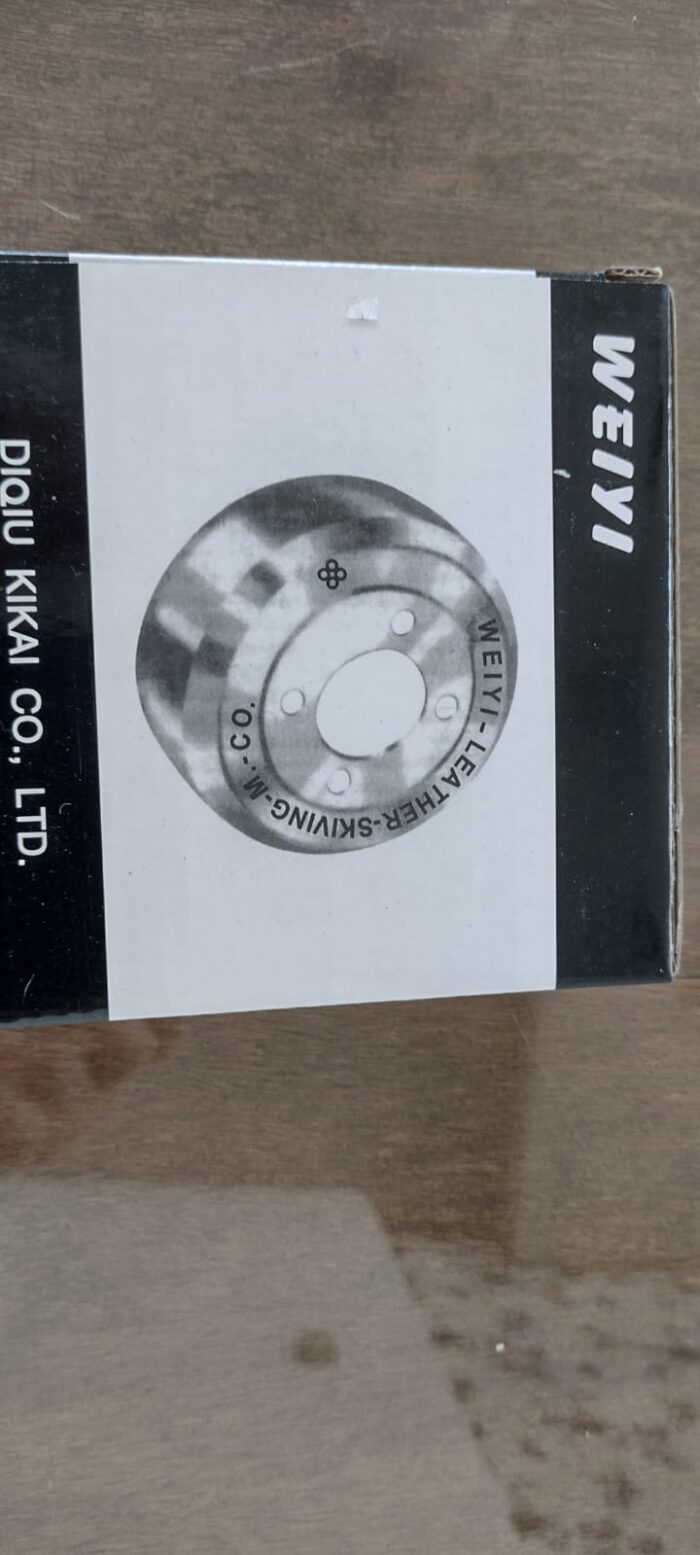 WEIYI
WEIYI-LEATHER-SKIVING-M.-CO.
DIQIU KIKAI CO., LTD.